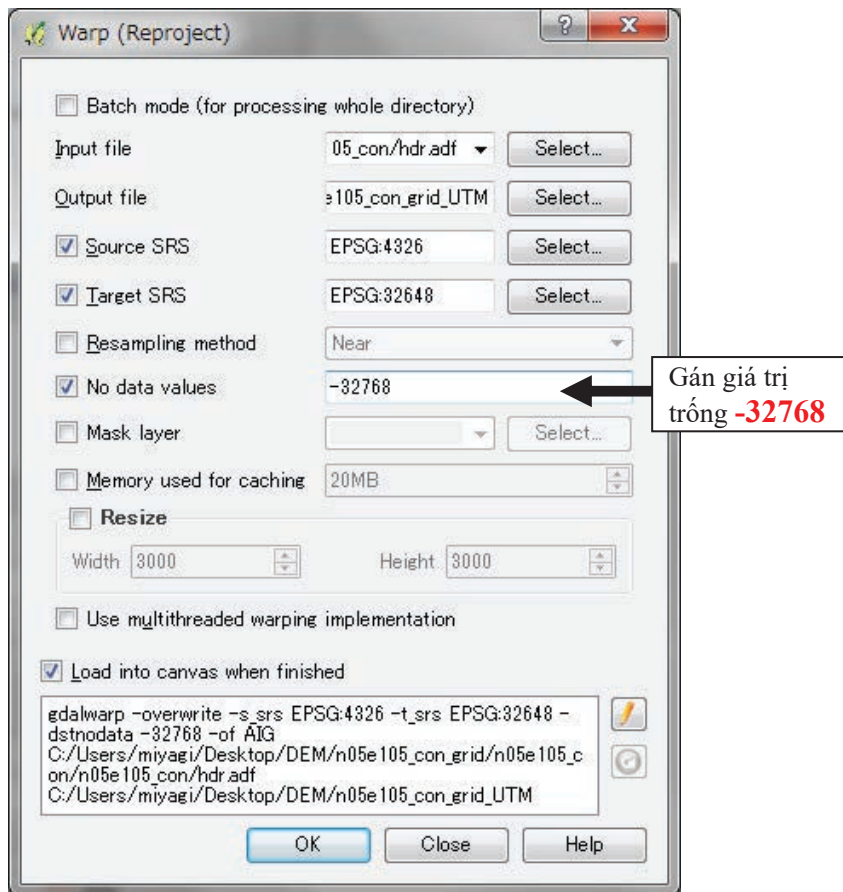 Warp (Reproject)
Batch mode (for processing whole directory)
Input file 05_con/hdr.adf Select...
Output file e105_con_grid_UTM Select...
Source SRS EPSG:4326 Select...
Target SRS EPSG:32648 Select...
Resampling method Near
No data values -32768
Gán giá trị
trống -32768
Mask layer Select...
Memory used for caching 20MB
Resize
Width 3000 Height 3000
Use multithreaded warping implementation
Load into canvas when finished
gdalwarp -overwrite -s_srs EPSG:4326 -t_srs EPSG:32648 -
dstnodata -32768 -of AIG
C:/Users/miyagi/Desktop/DEM/n05e105_con_grid/n05e105_c
on/n05e105_con/hdr.adf
C:/Users/miyagi/Desktop/DEM/n05e105_con_grid_UTM
OK Close Help